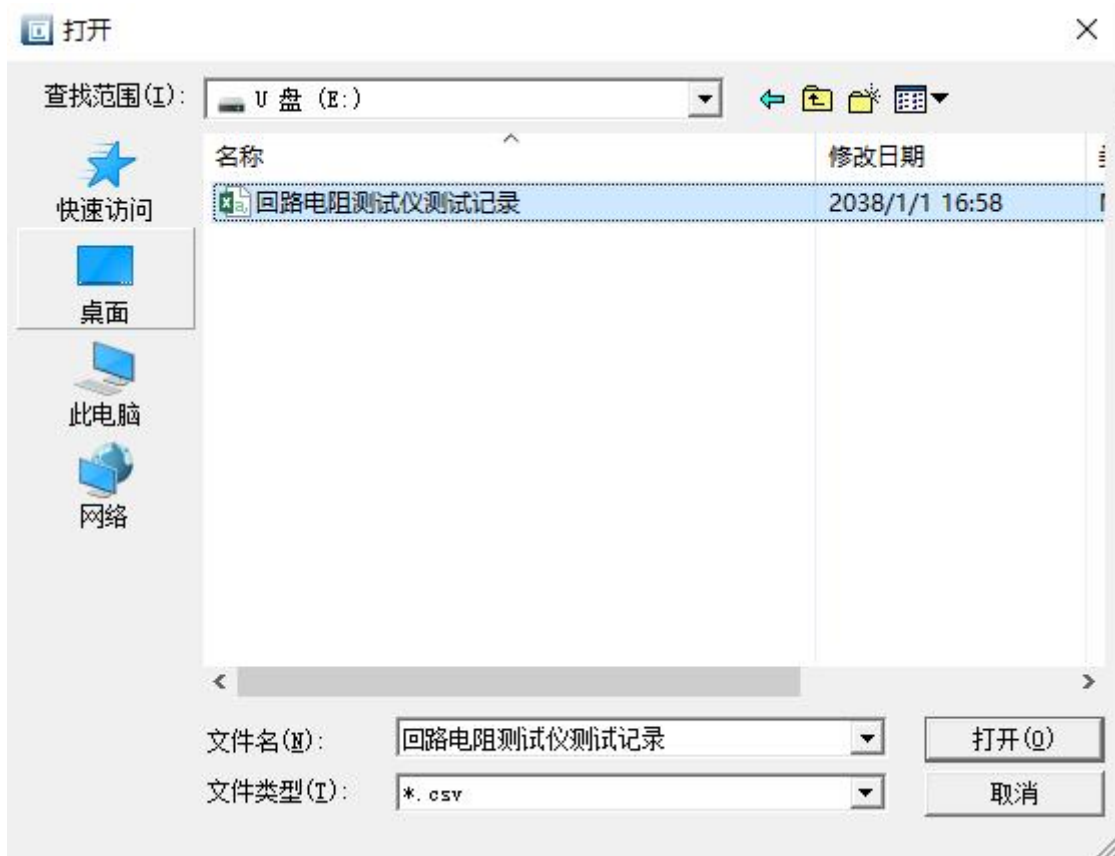 打开
查找范围(I):
U 盘 (E:)
名称
修改日期
快速访问
回路电阻测试仪测试记录
2038/1/1 16:58
桌面
此电脑
网络
文件名(N):
回路电阻测试仪测试记录
打开(O)
文件类型(T):
*.csv
取消